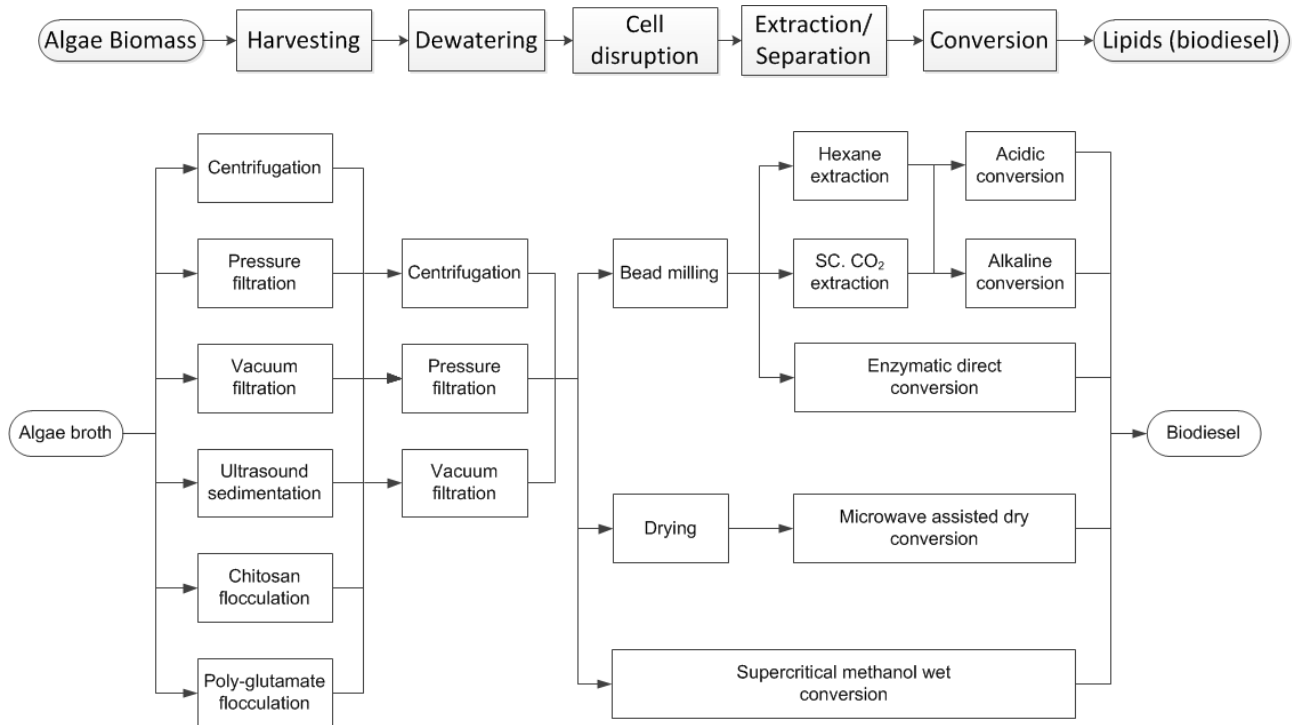 Algae Biomass
Harvesting
Dewatering
Cell
disruption
Extraction/
Separation
Conversion
Lipids (biodiesel)
Centrifugation
Pressure
filtration
Vacuum
filtration
Ultrasound
sedimentation
Chitosan
flocculation
Poly-glutamate
flocculation
Algae broth
Centrifugation
Pressure
filtration
Vacuum
filtration
Bead milling
Drying
Hexane
extraction
SC. CO₂
extraction
Acidic
conversion
Alkaline
conversion
Enzymatic direct
conversion
Microwave assisted dry
conversion
Supercritical methanol wet
conversion
Biodiesel